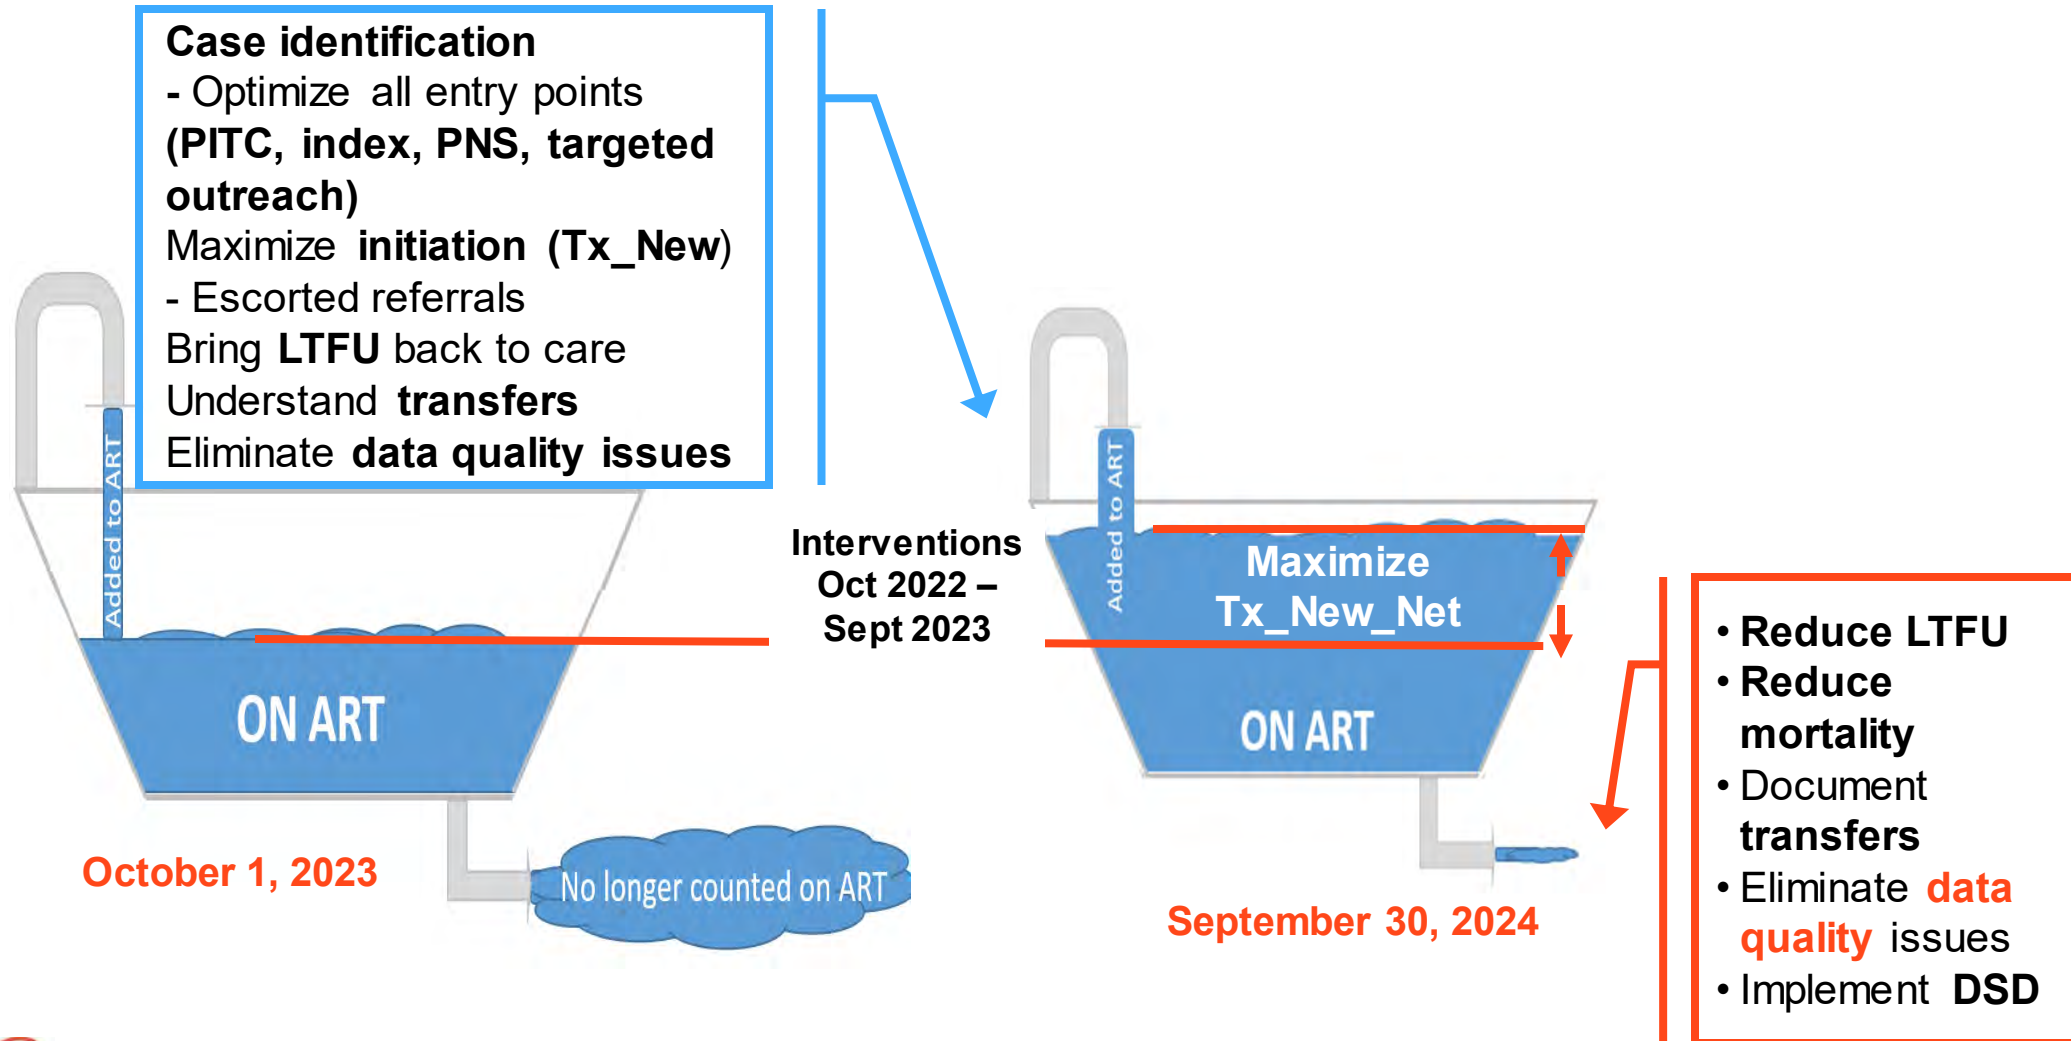 Case identification
- Optimize all entry points
(PITC, index, PNS, targeted
outreach)
Maximize initiation (Tx_New)
- Escorted referrals
Bring LTFU back to care
Understand transfers
Eliminate data quality issues
Added to ART
ON ART
October 1, 2023
No longer counted on ART
Interventions
Oct 2022 –
Sept 2023
Added to ART
Maximize
Tx_New_Net
ON ART
September 30, 2024
• Reduce LTFU
• Reduce
mortality
• Document
transfers
• Eliminate data
quality issues
• Implement DSD